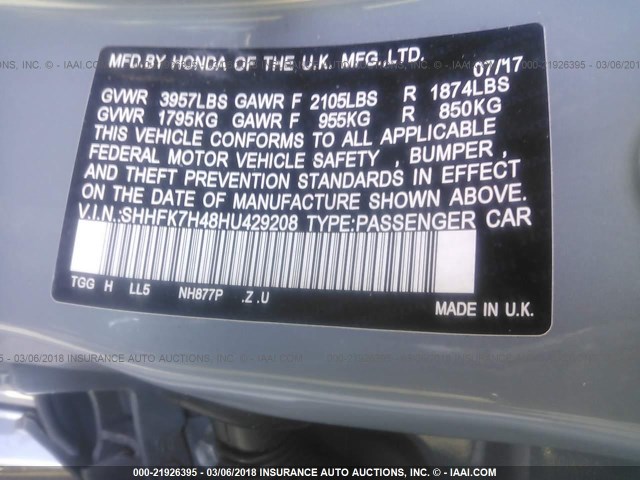 MFD.BY HONDA OF THE U.K. MFG.,LTD.
07/17
GVWR 3957LBS GAWR F 2105LBS R 1874LBS
GVWR 1795KG GAWR F 955KG R 850KG
THIS VEHICLE CONFORMS TO ALL APPLICABLE
FEDERAL MOTOR VEHICLE SAFETY , BUMPER ,
AND THEFT PREVENTION STANDARDS IN EFFECT
ON THE DATE OF MANUFACTURE SHOWN ABOVE.
V.I.N.:SHHFK7H48HU429208 TYPE:PASSENGER CAR
TGG H LL5 NH877P .Z .U
MADE IN U.K.
000-21926395 - 03/06/2018 INSURANCE AUTO AUCTIONS, INC. - © IAAI.COM